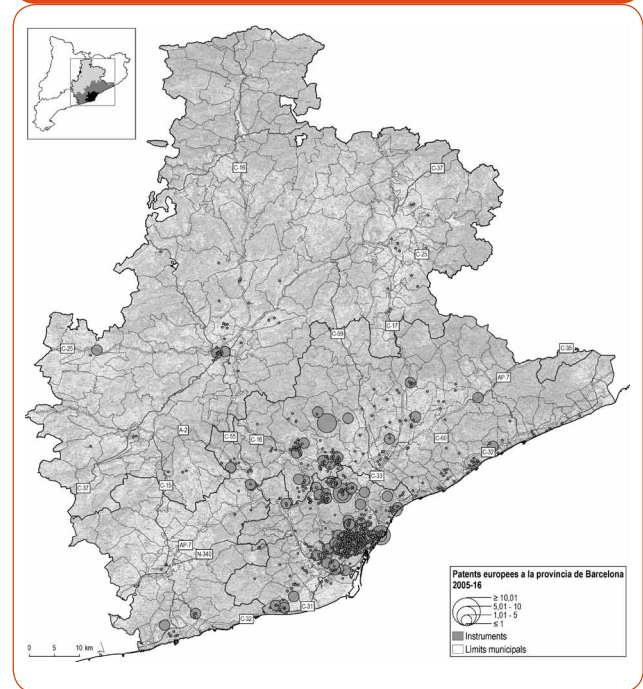 C-16
C-37
C-25
C-59
C-17
C-25
C-35
AP-7
A-2
C-55
C-16
C-60
C-32
C-33
C-37
C-15
AP-7
N-340
C-31
C-32
Patents europees a la provincia de Barcelona
2005-16
≥ 10,01
5,01 - 10
1,01 - 5
≤ 1
Instruments
Límits municipals
0 5 10 km